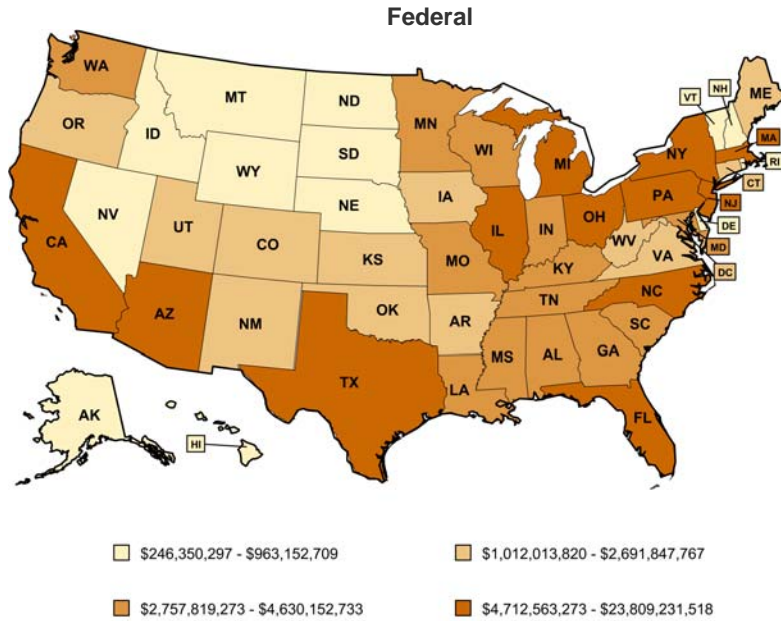 Federal
WA
MT
ND
MN
VT
NH
ME
OR
ID
SD
WI
MI
NY
MA
RI
WY
CT
NV
NE
IA
PA
NJ
CA
UT
CO
IL
IN
OH
DE
WV
VA
MD
KS
MO
KY
DC
AZ
NM
OK
AR
TN
NC
SC
TX
MS
AL
GA
LA
AK
HI
FL
$246,350,297 - $963,152,709
$1,012,013,820 - $2,691,847,767
$2,757,819,273 - $4,630,152,733
$4,712,563,273 - $23,809,231,518